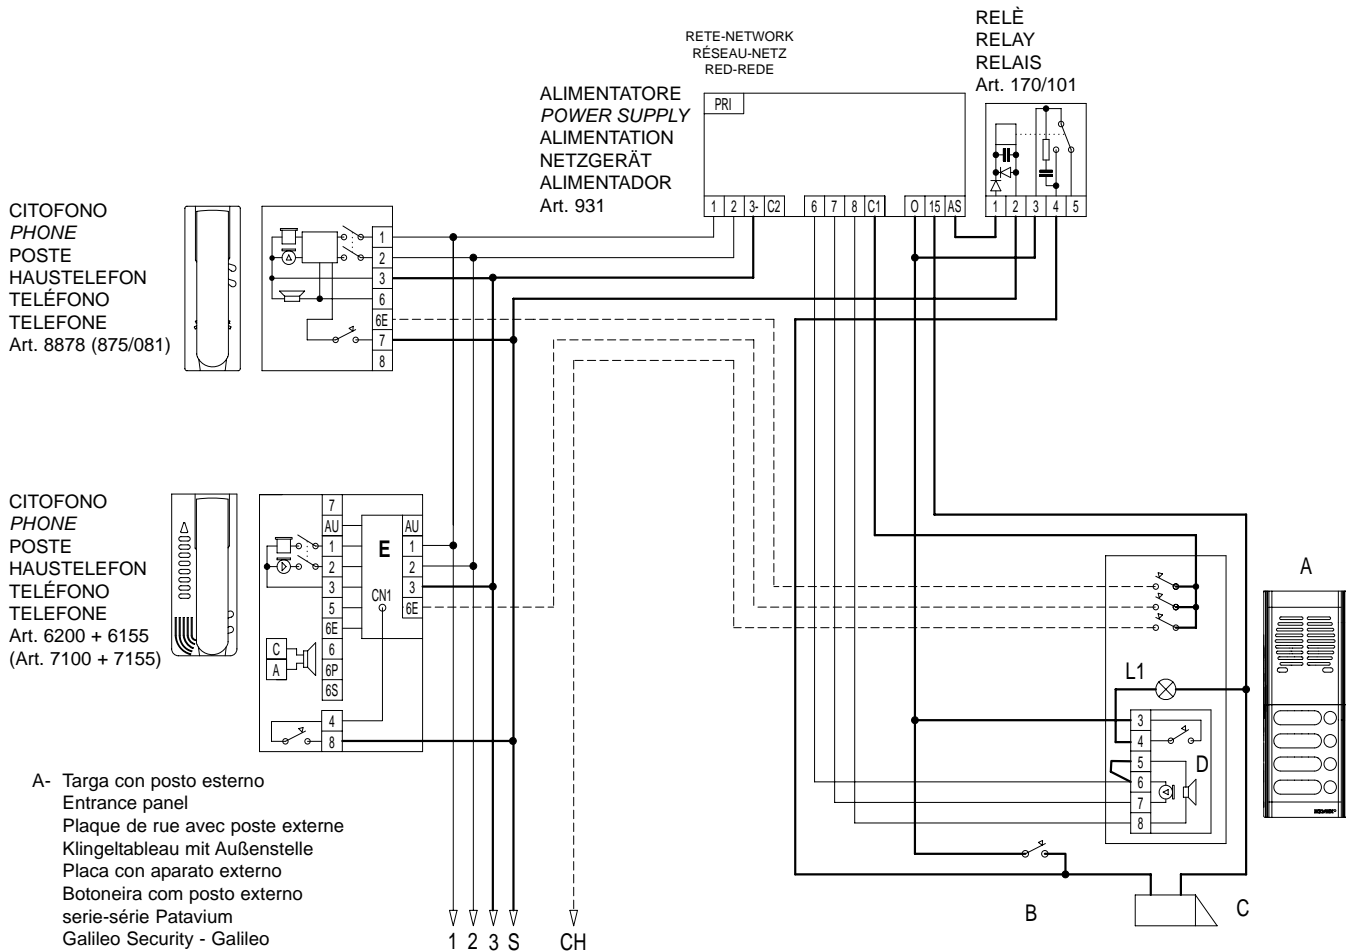 RETE-NETWORK
RÉSEAU-NETZ
RED-REDE
RELÈ
RELAY
RELAIS
Art. 170/101
ALIMENTATORE
POWER SUPPLY
ALIMENTATION
NETZGERÄT
ALIMENTADOR
Art. 931
PRI
1 2 3- C2 6 7 8 C1 O 15 AS
1 2 3 4 5
CITOFONO
PHONE
POSTE
HAUSTELEFON
TELÉFONO
TELEFONE
Art. 8878 (875/081)
1
2
3
6
6E
7
8
CITOFONO
PHONE
POSTE
HAUSTELEFON
TELÉFONO
TELEFONE
Art. 6200 + 6155
(Art. 7100 + 7155)
7
AU
1
2
3
5
6E
6
6P
6S
4
8
C
A
E
CN1
AU
1
2
3
6E
A
L1
3
4
5
6
7
8
D
B
C
A- Targa con posto esterno
Entrance panel
Plaque de rue avec poste externe
Klingeltableau mit Außenstelle
Placa con aparato externo
Botoneira com posto externo
serie-série Patavium
Galileo Security - Galileo
1 2 3 S CH